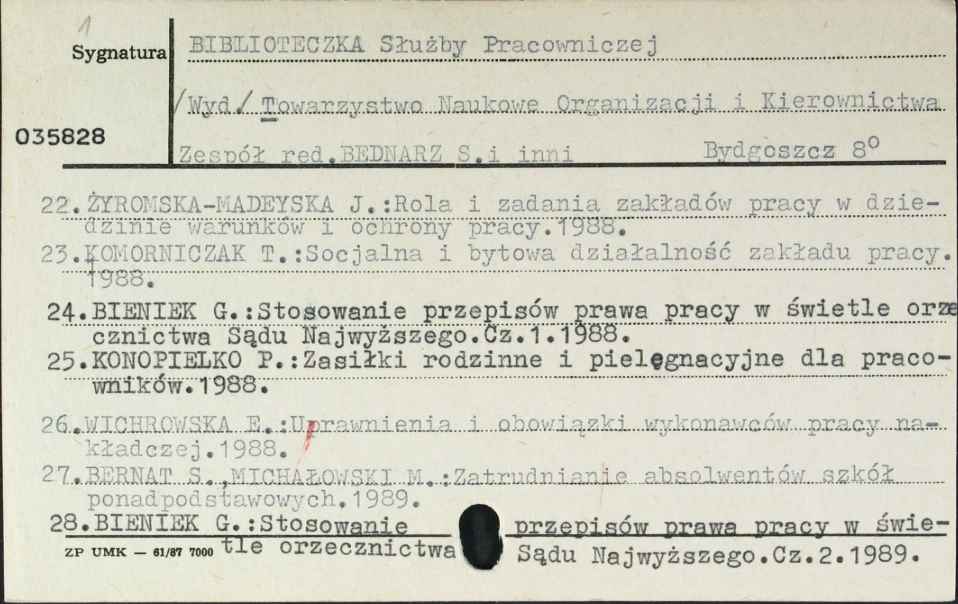 1
Sygnatura
BIBLIOTECZKA Służby Pracowniczej
/Wyd/ Towarzystwo Naukowe Organizacji i Kierownictwa
035828
Zespół red.BEDNARZ S.i inni Bydgoszcz 8⁰
22.ŻYROMSKA-MADEYSKA J.:Rola i zadania zakładów pracy w dzie-
dzinie warunków i ochrony pracy.1988.
23.KOMORNICZAK T.:Socjalna i bytowa działalność zakładu pracy.
1988.
24.BIENIEK G.:Stosowanie przepisów prawa pracy w świetle orze
cznictwa Sądu Najwyższego.Cz.1.1988.
25.KONOPIELKO P.:Zasiłki rodzinne i pielęgnacyjne dla praco-
wników.1988.
26.WICHROWSKA E.:Uprawnienia i obowiązki wykonawców pracy na-
kładczej.1988.
27.BERNAT S.,MICHAŁOWSKI M.:Zatrudnianie absolwentów szkół
ponadpodstawowych.1989.
28.BIENIEK G.:Stosowanie przepisów prawa pracy w świe-
ZP UMK — 61/87 7000 tle orzecznictwa Sądu Najwyższego.Cz.2.1989.